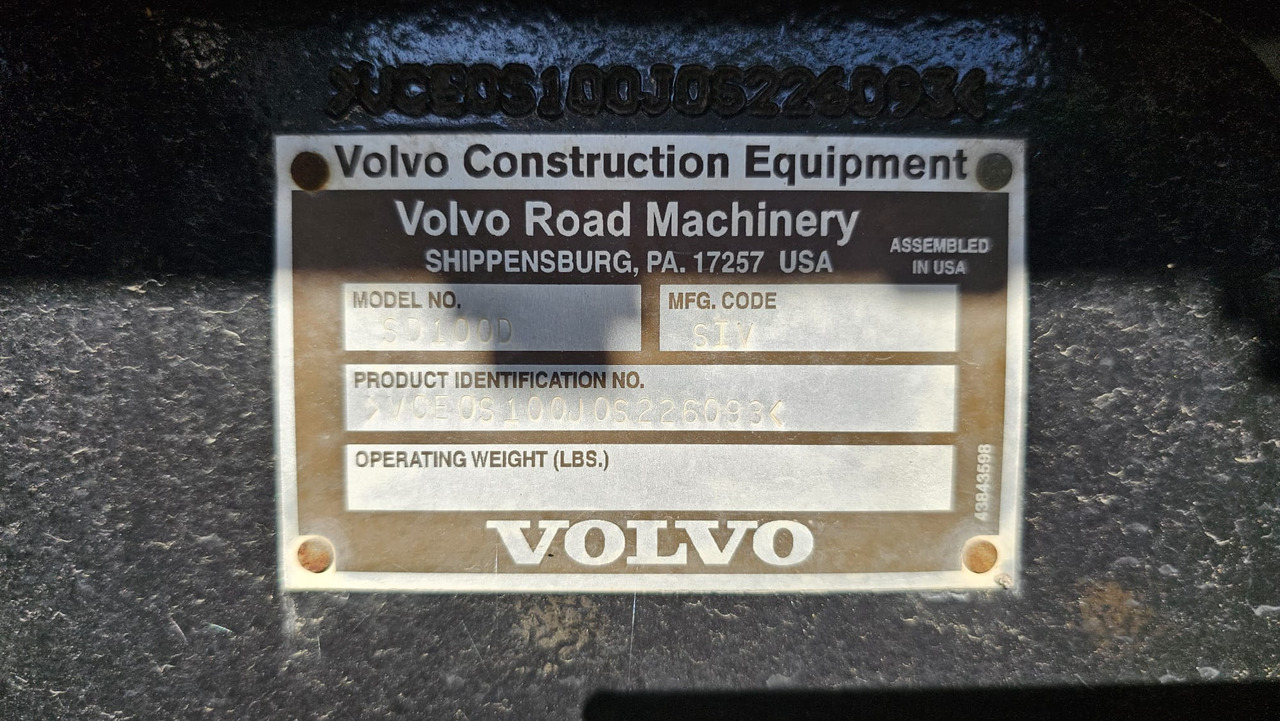 >VCE0S100J0S226093<
Volvo Construction Equipment
Volvo Road Machinery
SHIPPENSBURG, PA. 17257 USA
ASSEMBLED
IN USA
MODEL NO.
SD100D
MFG. CODE
SIV
PRODUCT IDENTIFICATION NO.
>VCE0S100J0S226093<
OPERATING WEIGHT (LBS.)
43843598
VOLVO
®